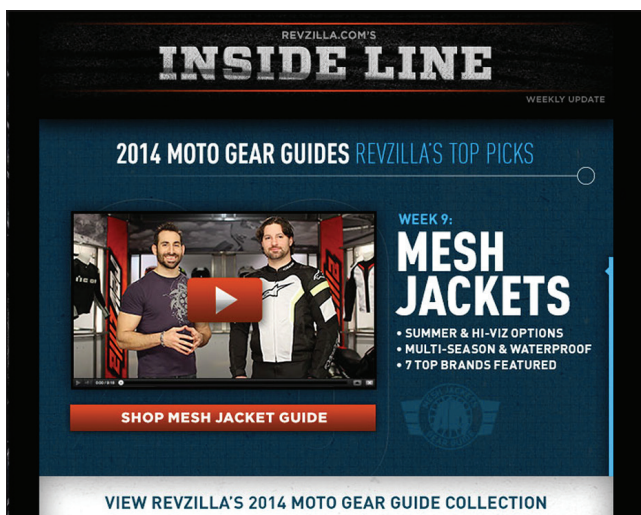 REVZILLA.COM'S
INSIDE LINE
WEEKLY UPDATE
2014 MOTO GEAR GUIDES REVZILLA'S TOP PICKS
WEEK 9:
MESH
JACKETS
• SUMMER & HI-VIZ OPTIONS
• MULTI-SEASON & WATERPROOF
• 7 TOP BRANDS FEATURED
SHOP MESH JACKET GUIDE
VIEW REVZILLA'S 2014 MOTO GEAR GUIDE COLLECTION